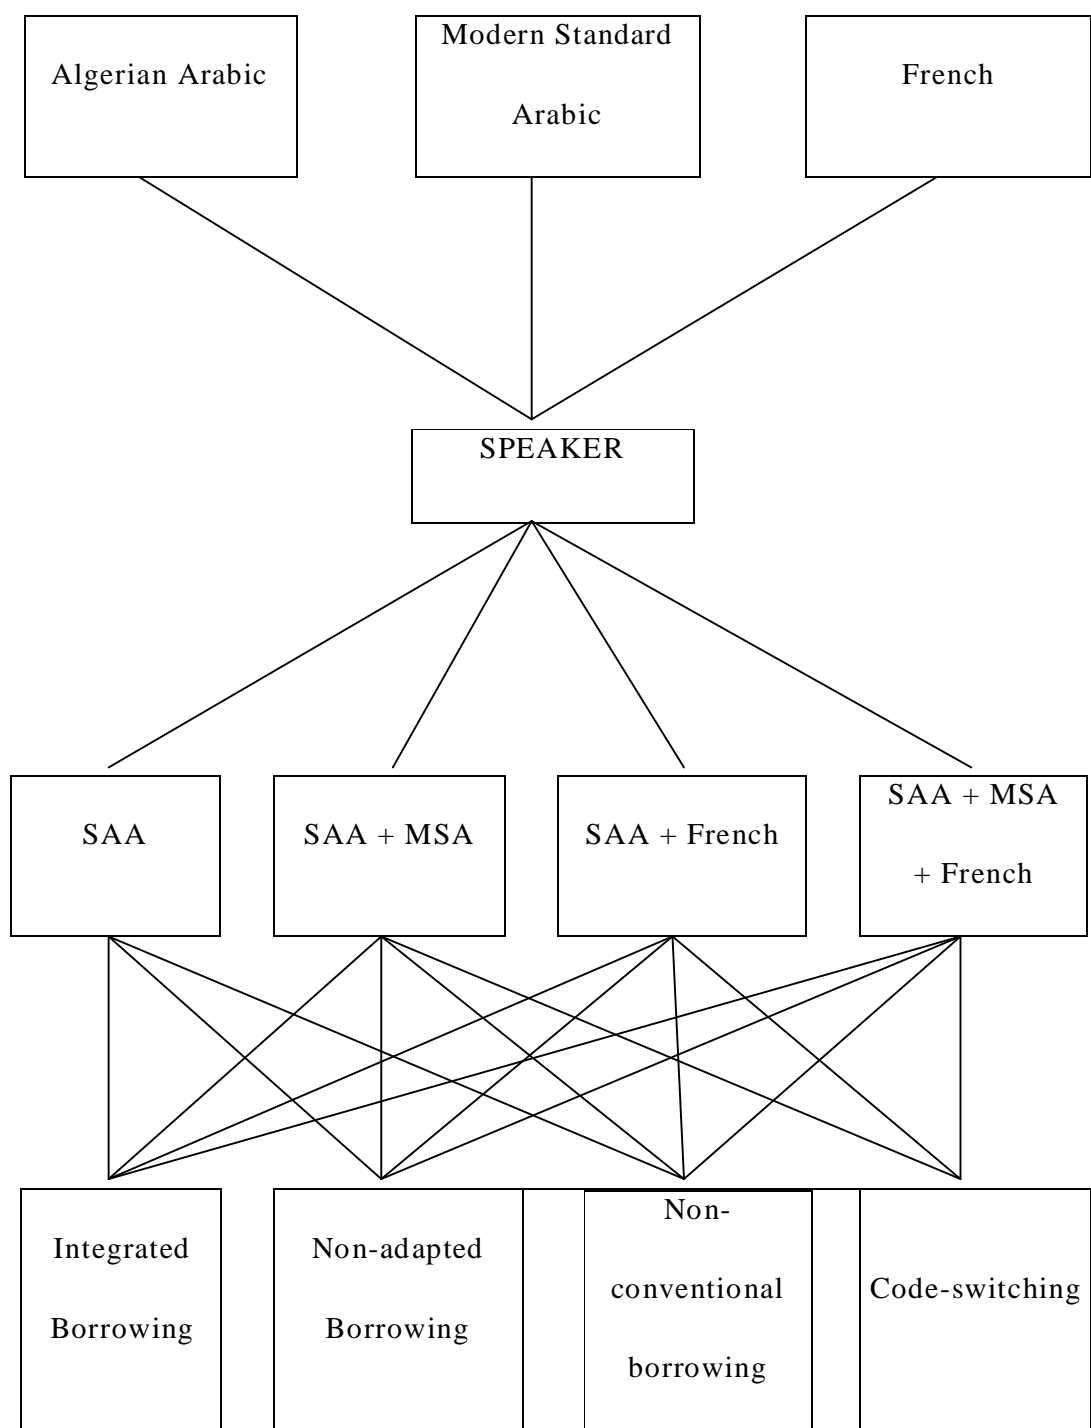 Algerian Arabic
Modern Standard
Arabic
French
SPEAKER
SAA
SAA + MSA
SAA + French
SAA + MSA
+ French
Integrated
Borrowing
Non-adapted
Borrowing
Non-
conventional
borrowing
Code-switching